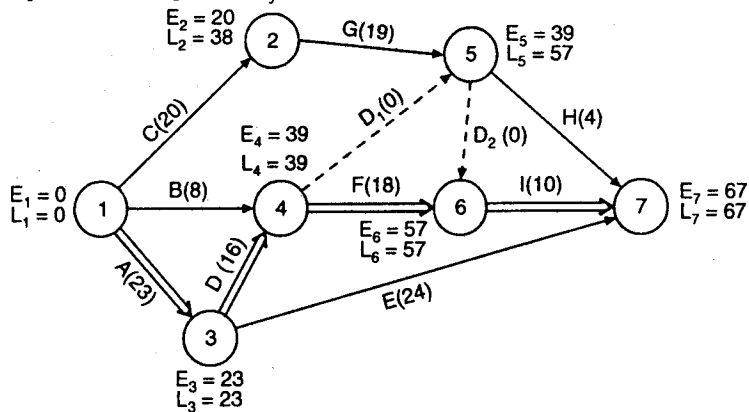 E2 = 20
L2 = 38
2
G(19)
5
E5 = 39
L5 = 57
C(20)
D1(0)
D2 (0)
H(4)
E4 = 39
L4 = 39
E1 = 0
L1 = 0
1
B(8)
4
F(18)
6
I(10)
7
E7 = 67
L7 = 67
E6 = 57
L6 = 57
A(23)
D (16)
E(24)
3
E3 = 23
L3 = 23